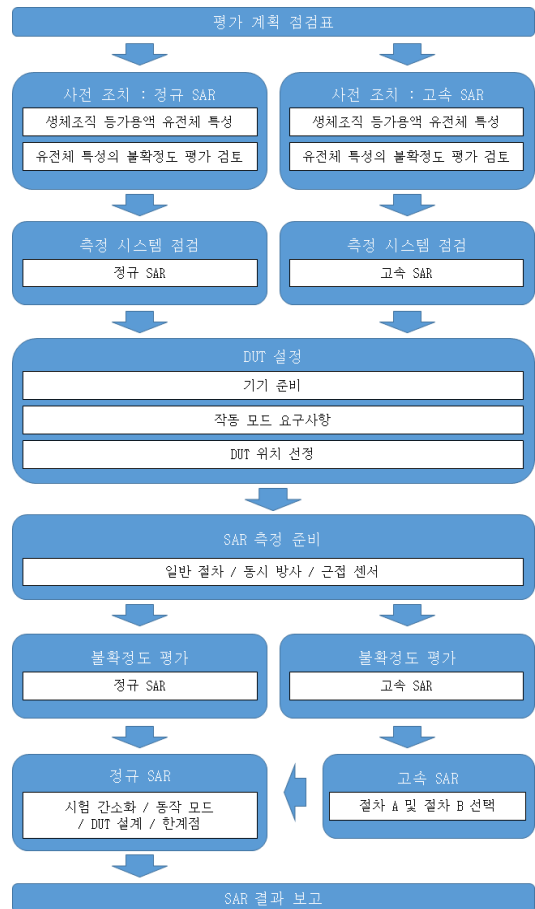 평가 계획 점검표
사전 조치 : 정규 SAR
생체조직 등가용액 유전체 특성
유전체 특성의 불확정도 평가 검토
사전 조치 : 고속 SAR
생체조직 등가용액 유전체 특성
유전체 특성의 불확정도 평가 검토
측정 시스템 점검
정규 SAR
측정 시스템 점검
고속 SAR
DUT 설정
기기 준비
작동 모드 요구사항
DUT 위치 선정
SAR 측정 준비
일반 절차 / 동시 방사 / 근접 센서
불확정도 평가
정규 SAR
불확정도 평가
고속 SAR
정규 SAR
시험 간소화 / 동작 모드
/ DUT 설계 / 한계점
고속 SAR
절차 A 및 절차 B 선택
SAR 결과 보고